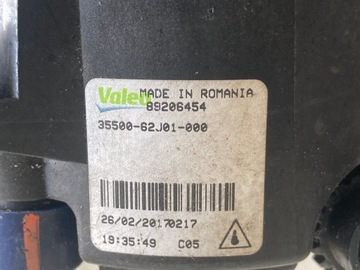 Valeo MADE IN ROMANIA
89206454
35500-62J01-000
26/02/20170217
19:35:49 C05